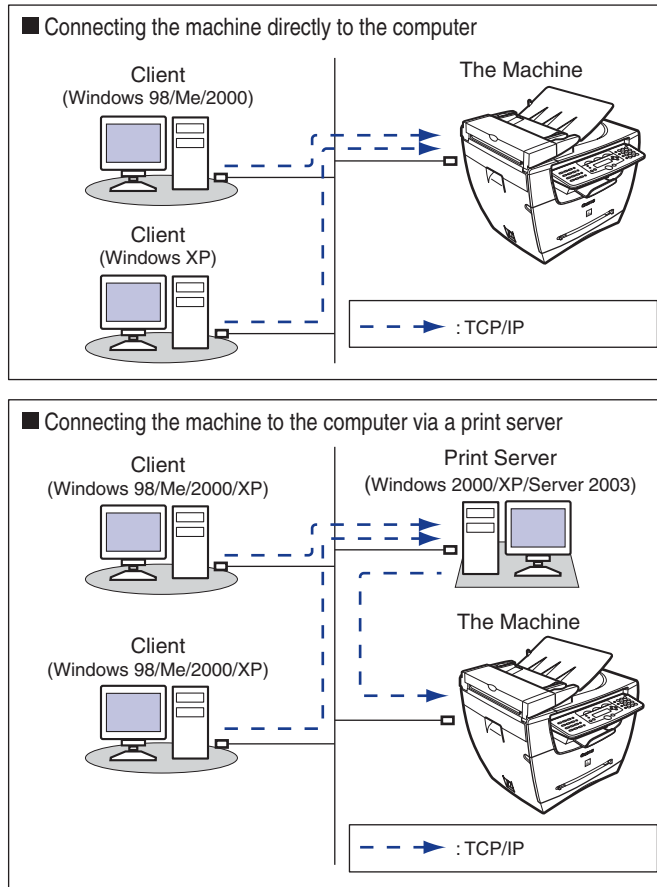 ■ Connecting the machine directly to the computer
Client
(Windows 98/Me/2000)
The Machine
Client
(Windows XP)
: TCP/IP
■ Connecting the machine to the computer via a print server
Client
(Windows 98/Me/2000/XP)
Print Server
(Windows 2000/XP/Server 2003)
Client
(Windows 98/Me/2000/XP)
The Machine
: TCP/IP